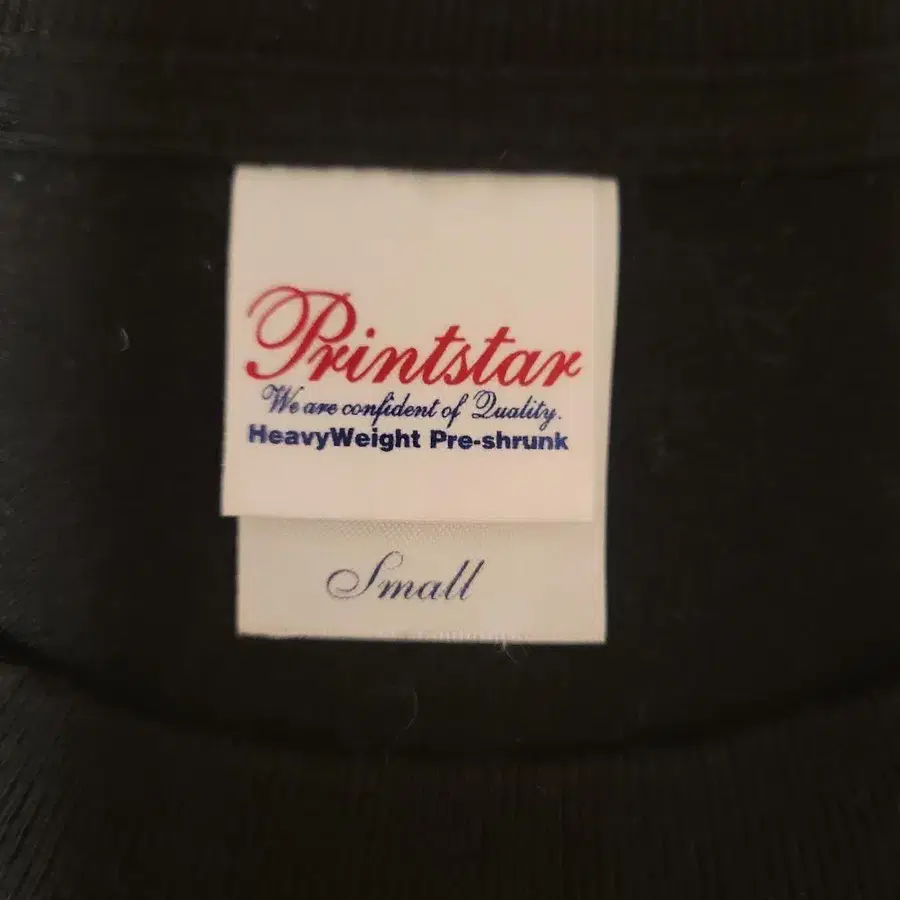 Printstar
We are confident of Quality.
HeavyWeight Pre-shrunk
Small